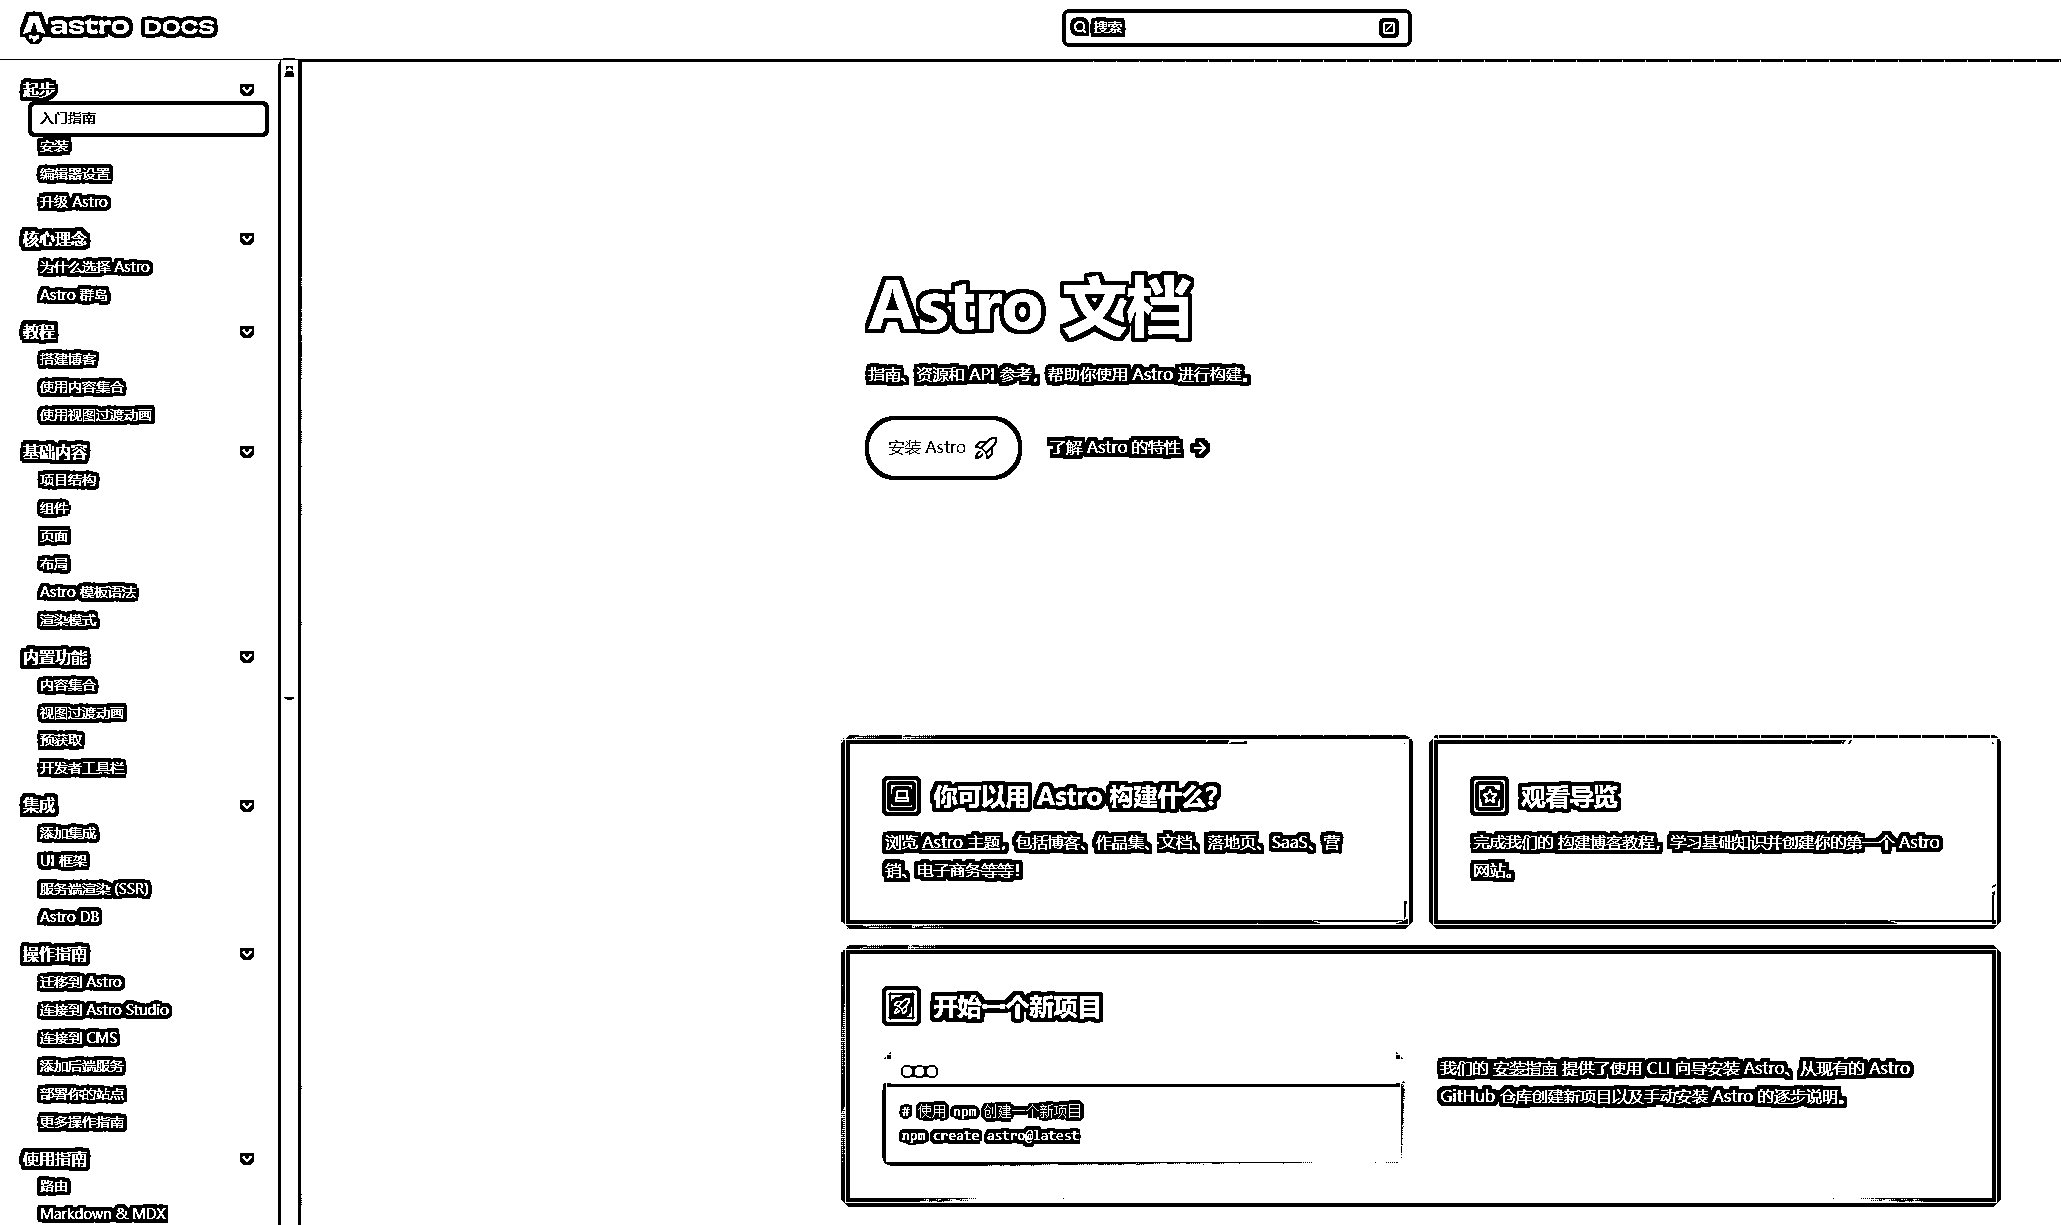 astro DOCS
搜索
起步
入门指南
安装
编辑器设置
升级 Astro
核心理念
为什么选择 Astro
Astro 群岛
教程
搭建博客
使用内容集合
使用视图过渡动画
基础内容
项目结构
组件
页面
布局
Astro 模板语法
渲染模式
内置功能
内容集合
视图过渡动画
预获取
开发者工具栏
集成
添加集成
UI 框架
服务端渲染 (SSR)
Astro DB
操作指南
迁移到 Astro
连接到 Astro Studio
连接到 CMS
添加后端服务
部署你的站点
更多操作指南
使用指南
路由
Markdown & MDX
Astro 文档
指南、资源和 API 参考，帮助你使用 Astro 进行构建。
安装 Astro
了解 Astro 的特性 →
你可以用 Astro 构建什么？
浏览 Astro 主题，包括博客、作品集、文档、落地页、SaaS、营
销、电子商务等等！
观看导览
完成我们的 构建博客教程，学习基础知识并创建你的第一个 Astro
网站。
开始一个新项目
# 使用 npm 创建一个新项目
npm create astro@latest
我们的 安装指南 提供了使用 CLI 向导安装 Astro、从现有的 Astro
GitHub 仓库创建新项目以及手动安装 Astro 的逐步说明。